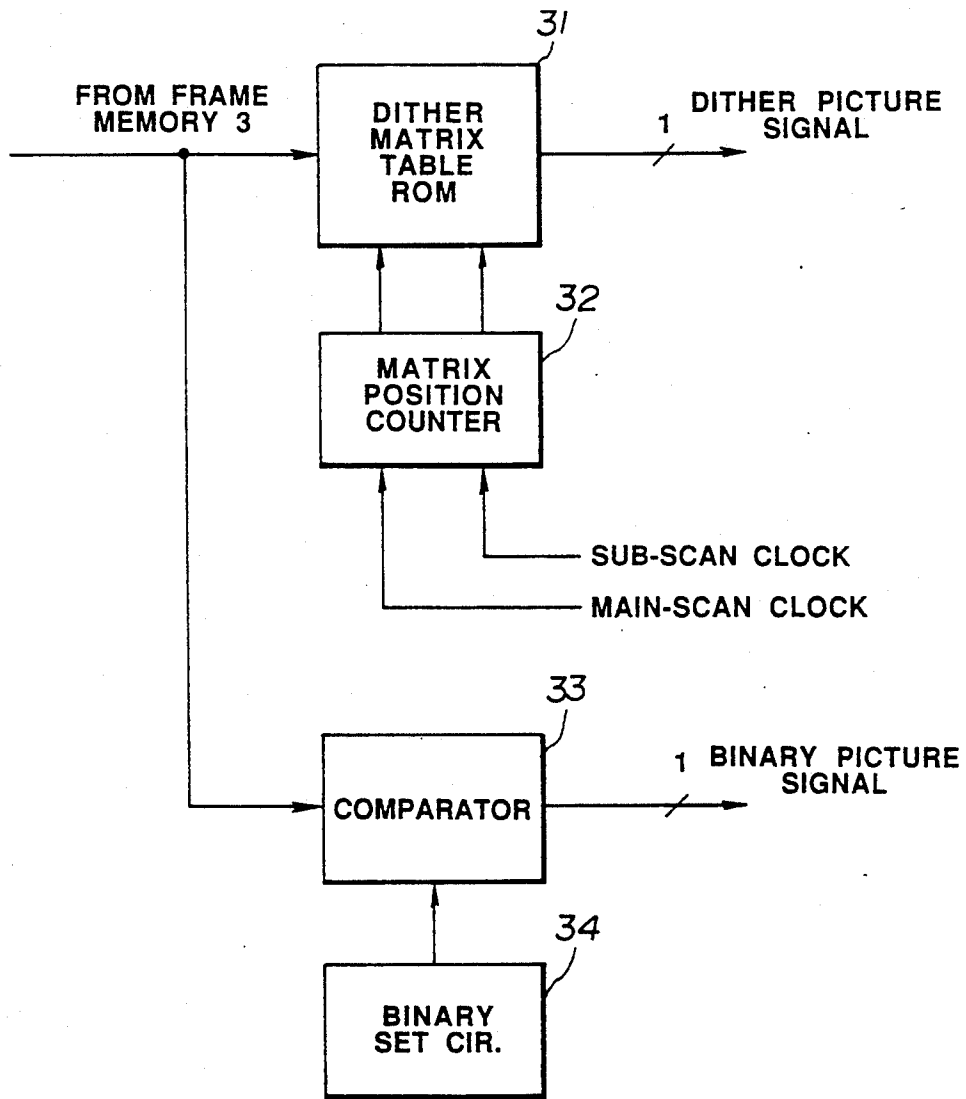 31
FROM FRAME
MEMORY 3
DITHER
MATRIX
TABLE
ROM
1
DITHER PICTURE
SIGNAL
32
MATRIX
POSITION
COUNTER
SUB-SCAN CLOCK
MAIN-SCAN CLOCK
33
COMPARATOR
1
BINARY PICTURE
SIGNAL
34
BINARY
SET CIR.